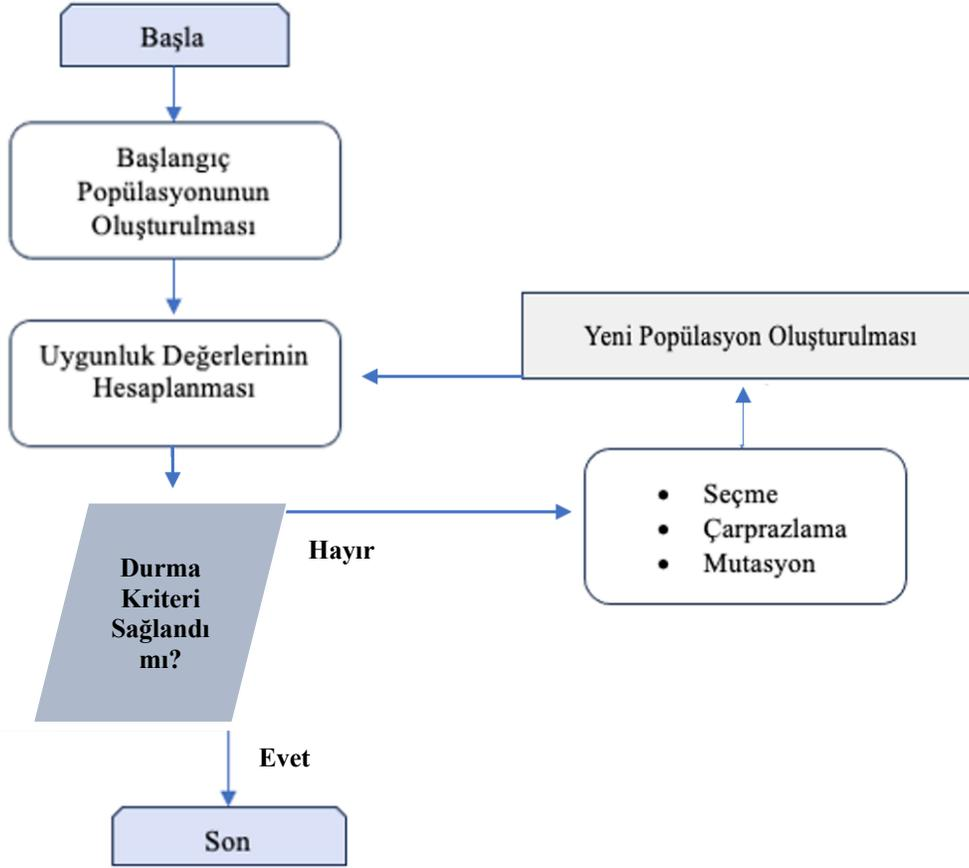 Başla
Başlangıç
Popülasyonunun
Oluşturulması
Uygunluk Değerlerinin
Hesaplanması
Yeni Popülasyon Oluşturulması
• Seçme
• Çarprazlama
• Mutasyon
Hayır
Durma
Kriteri
Sağlandı
mı?
Evet
Son